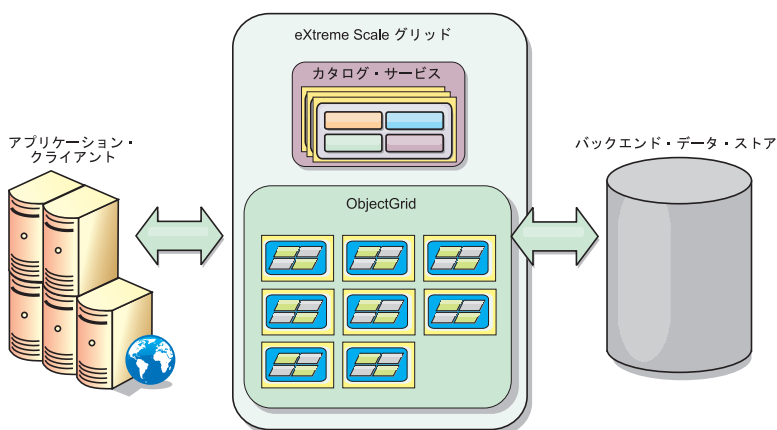 eXtreme Scale グリッド
カタログ・サービス
アプリケーション・
クライアント
バックエンド・データ・ストア
ObjectGrid